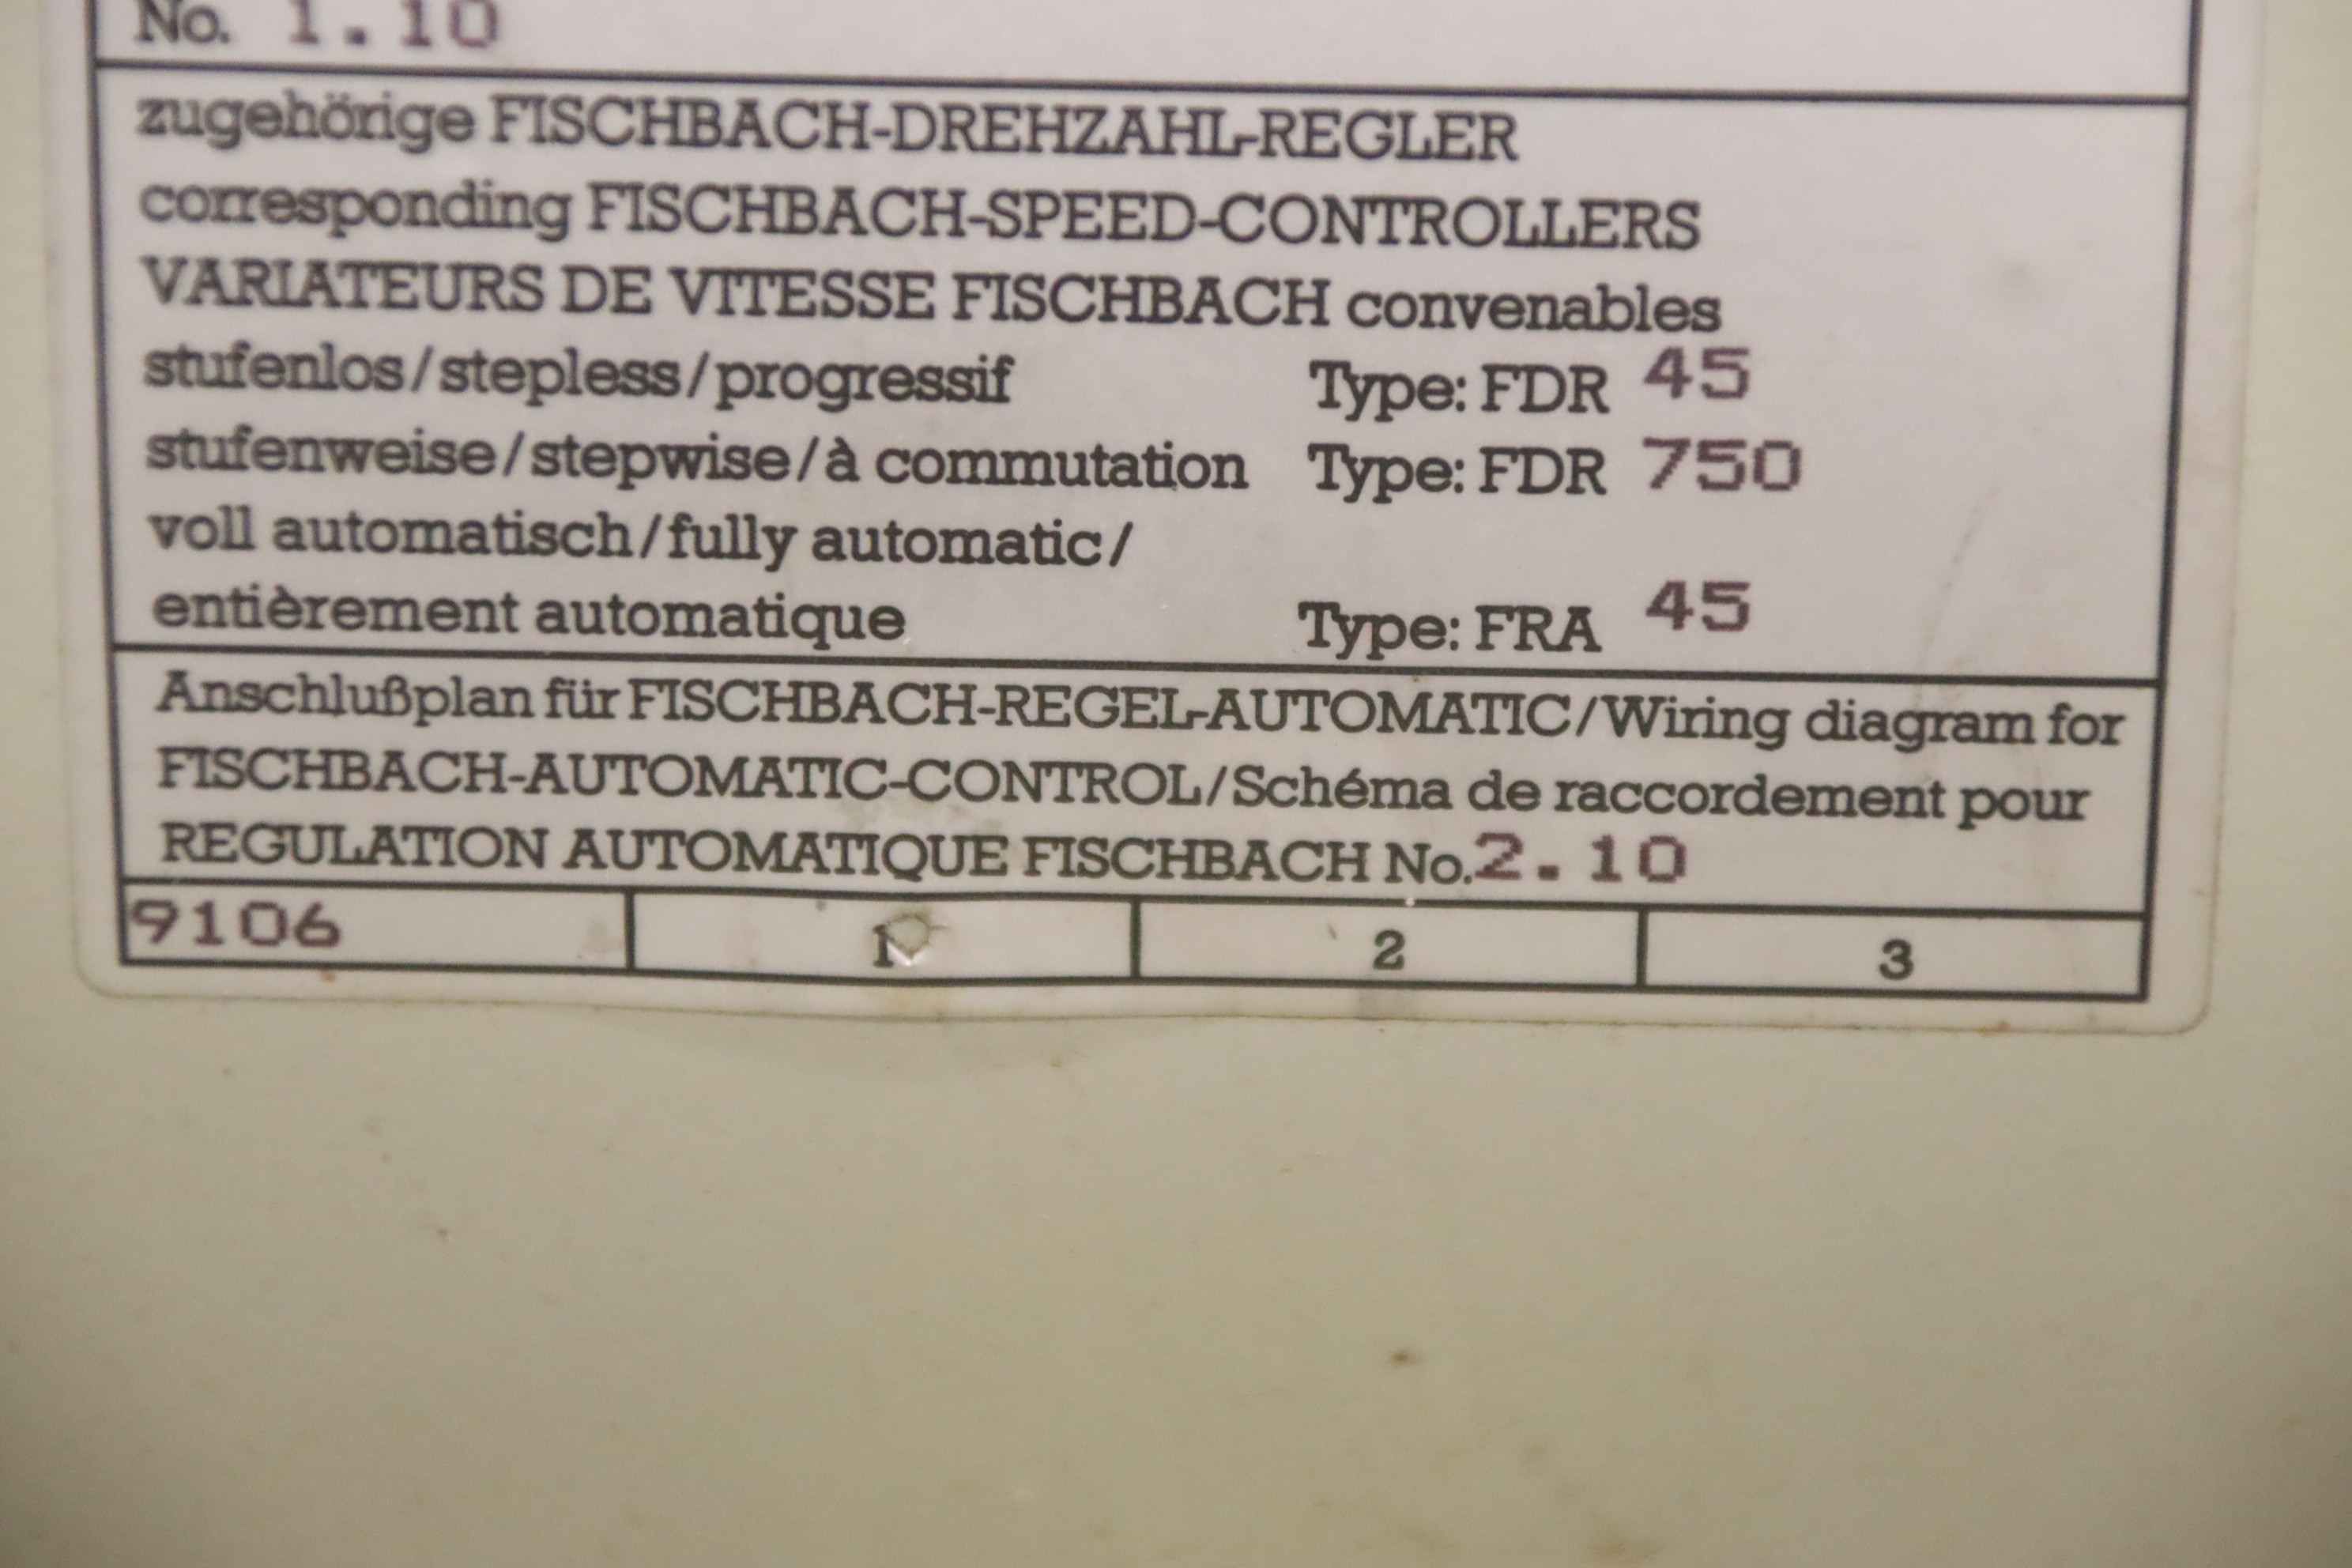 No. 1.10
zugehörige FISCHBACH-DREHZAHL-REGLER
corresponding FISCHBACH-SPEED-CONTROLLERS
VARIATEURS DE VITESSE FISCHBACH convenables
stufenlos/stepless/progressif Type: FDR 45
stufenweise/stepwise/à commutation Type: FDR 750
voll automatisch/fully automatic/
entièrement automatique Type: FRA 45
Anschlußplan für FISCHBACH-REGEL-AUTOMATIC/Wiring diagram for
FISCHBACH-AUTOMATIC-CONTROL/Schéma de raccordement pour
REGULATION AUTOMATIQUE FISCHBACH No. 2.10
9106 1 2 3